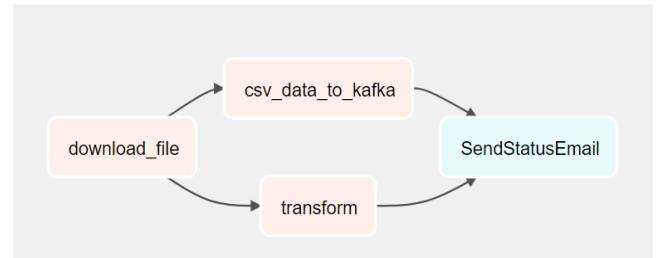 csv_data_to_kafka
download_file
SendStatusEmail
transform